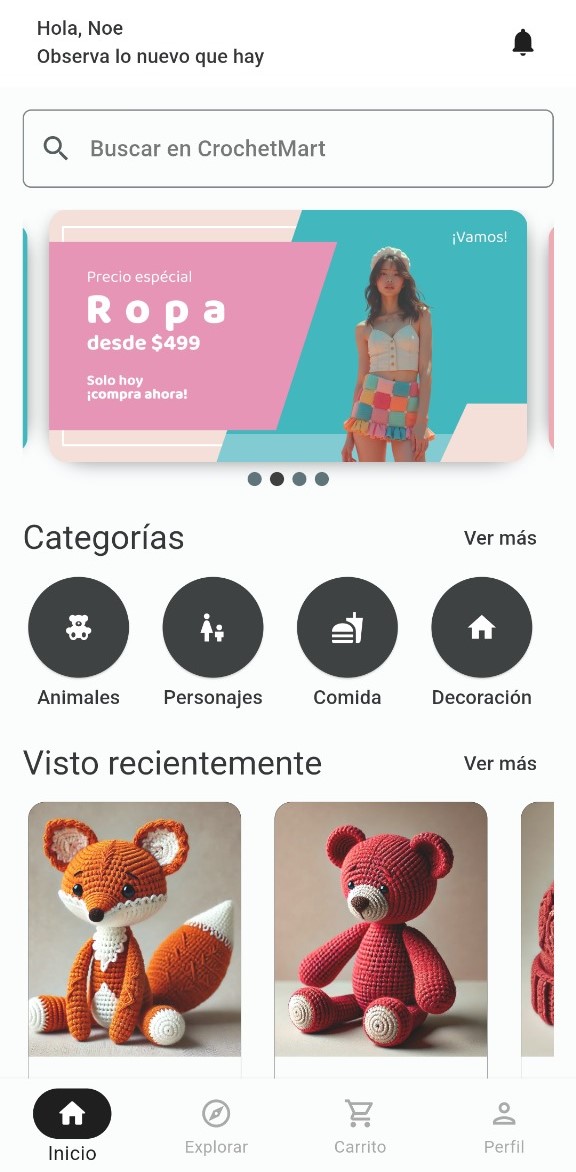 Hola, Noe
Observa lo nuevo que hay
Buscar en CrochetMart
¡Vamos!
Precio espécial
Ropa
desde $499
Solo hoy
¡compra ahora!
Categorías
Ver más
Animales
Personajes
Comida
Decoración
Visto recientemente
Ver más
Inicio
Explorar
Carrito
Perfil